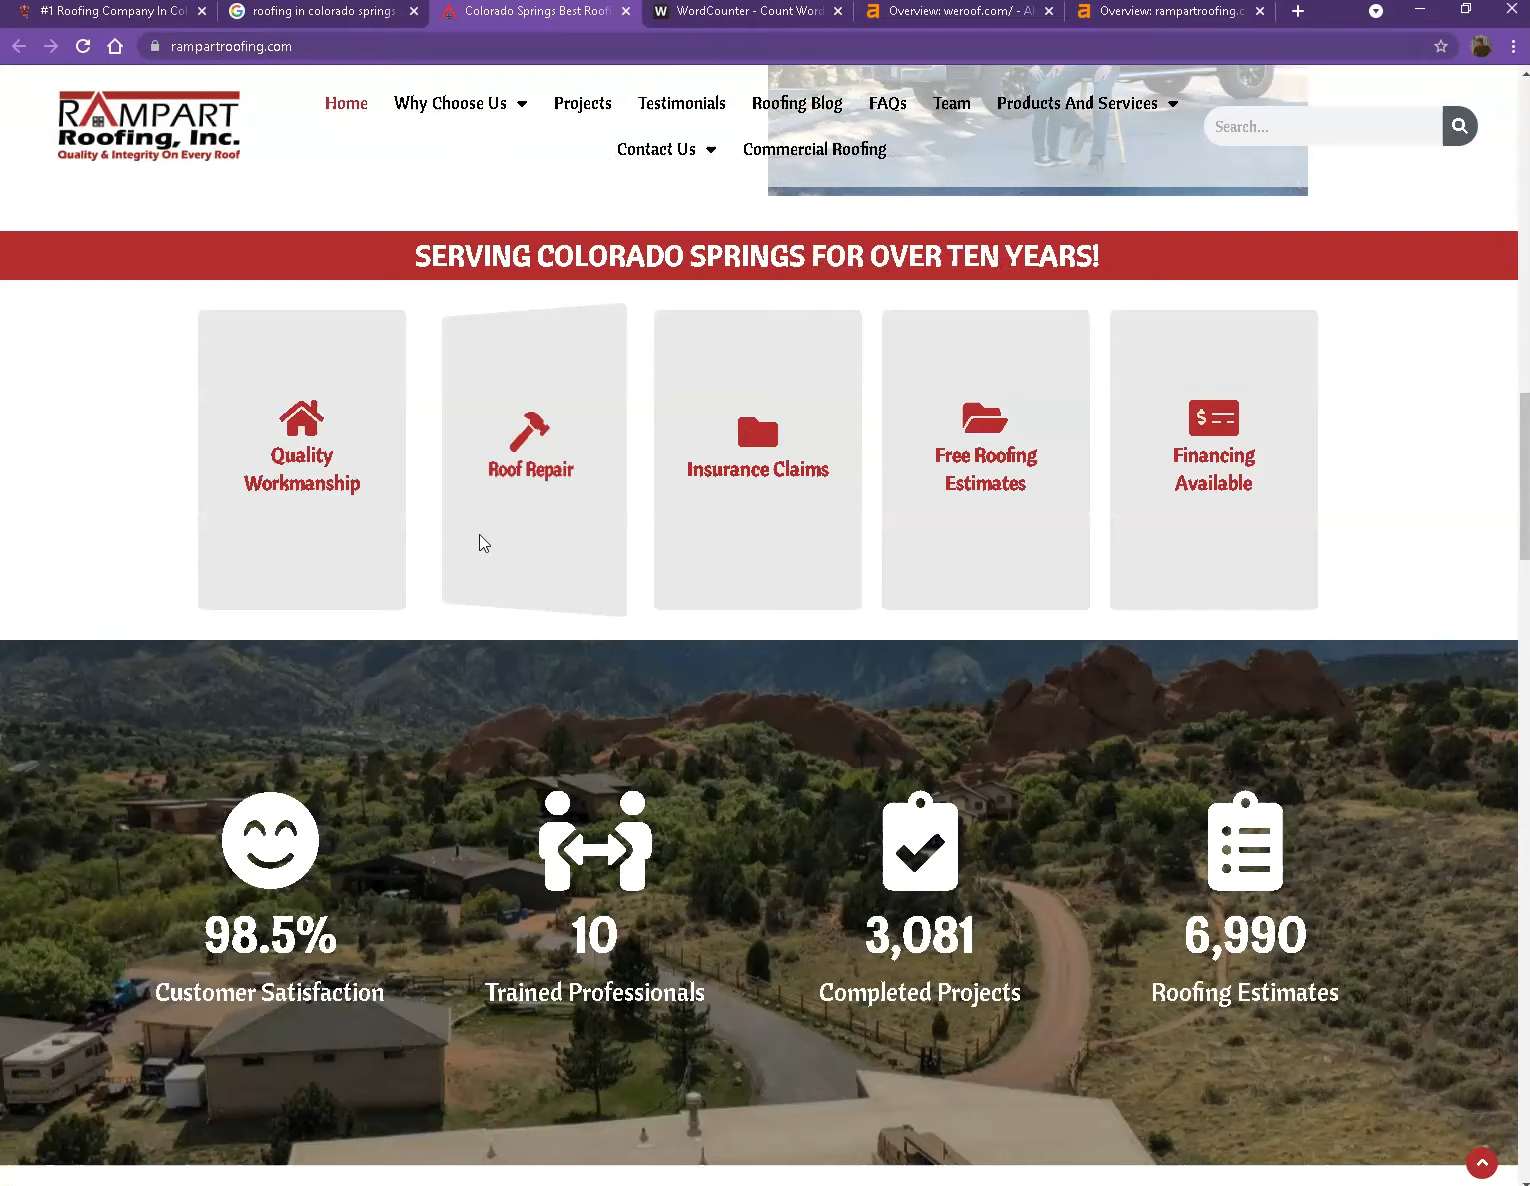 #1 Roofing Company In Co
roofing in colorado springs
Colorado Springs Best Roof
WordCounter - Count Word
Overview: weroof.com/ - A
Overview: rampartroofing.c
rampartroofing.com
RAMPART
Roofing, Inc.
Quality & Integrity On Every Roof
Home
Why Choose Us
Projects
Testimonials
Roofing Blog
FAQs
Team
Products And Services
Contact Us
Commercial Roofing
Search...
SERVING COLORADO SPRINGS FOR OVER TEN YEARS!
Quality
Workmanship
Roof Repair
Insurance Claims
Free Roofing
Estimates
Financing
Available
98.5%
Customer Satisfaction
10
Trained Professionals
3,081
Completed Projects
6,990
Roofing Estimates